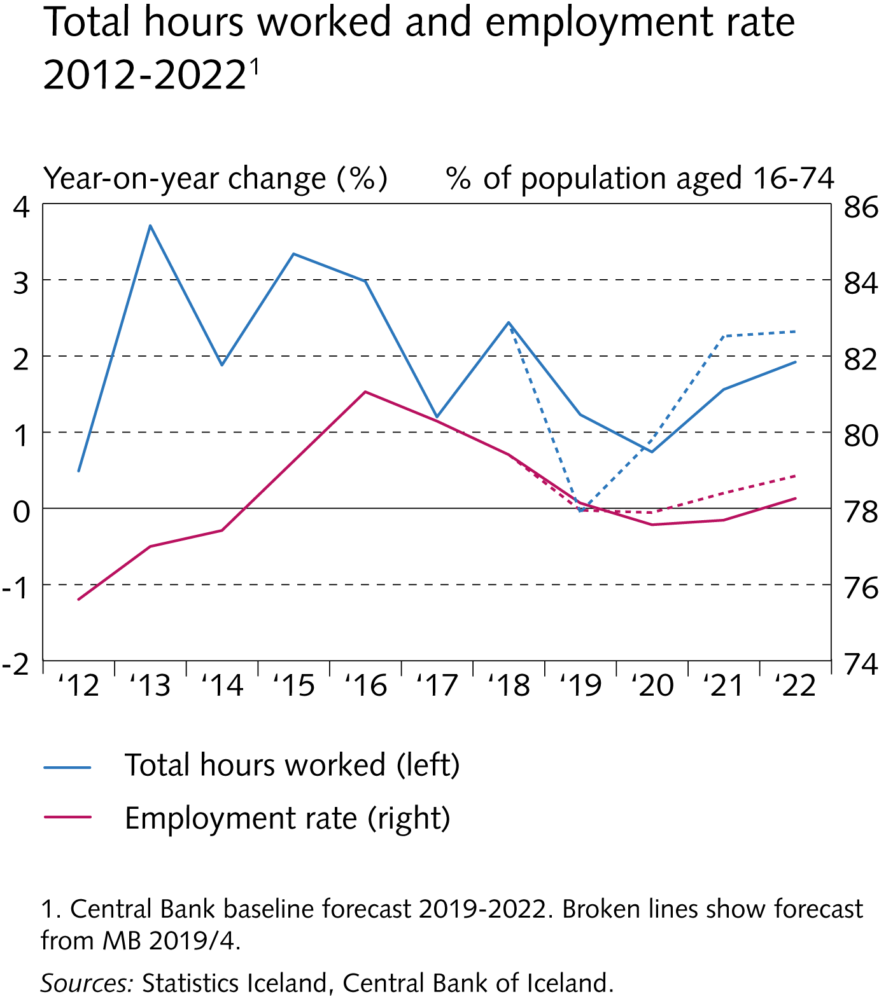 Total hours worked and employment rate
2012-2022¹
Year-on-year change (%) % of population aged 16-74
4 86
3 84
2 82
1 80
0 78
-1 76
-2 74
‘12 ‘13 ‘14 ‘15 ‘16 ‘17 ‘18 ‘19 ‘20 ‘21 ‘22
Total hours worked (left)
Employment rate (right)
1. Central Bank baseline forecast 2019-2022. Broken lines show forecast
from MB 2019/4.
Sources: Statistics Iceland, Central Bank of Iceland.